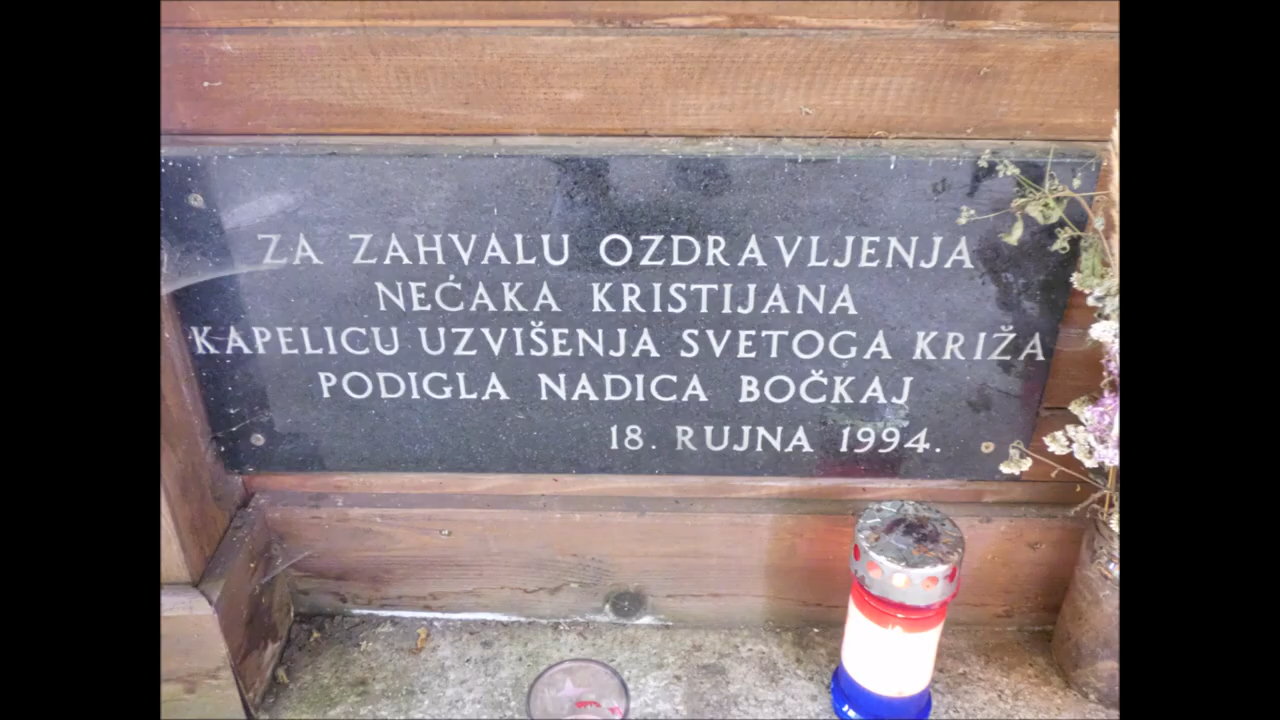 ZA ZAHVALU OZDRAVLJENJA
NEĆAKA KRISTIJANA
KAPELICU UZVIŠENJA SVETOGA KRIŽA
PODIGLA NADICA BOČKAJ
18. RUJNA 1994.